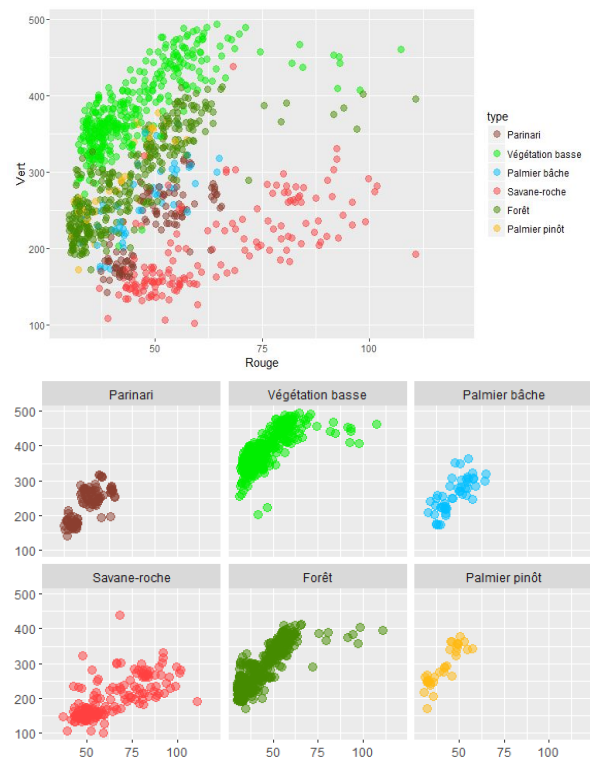 500
400
300
200
100
Vert
50
75
100
Rouge
type
Parinari
Végétation basse
Palmier bâche
Savane-roche
Forêt
Palmier pinôt
Parinari
Végétation basse
Palmier bâche
500
400
300
200
100
Savane-roche
Forêt
Palmier pinôt
500
400
300
200
100
50
75
100
50
75
100
50
75
100